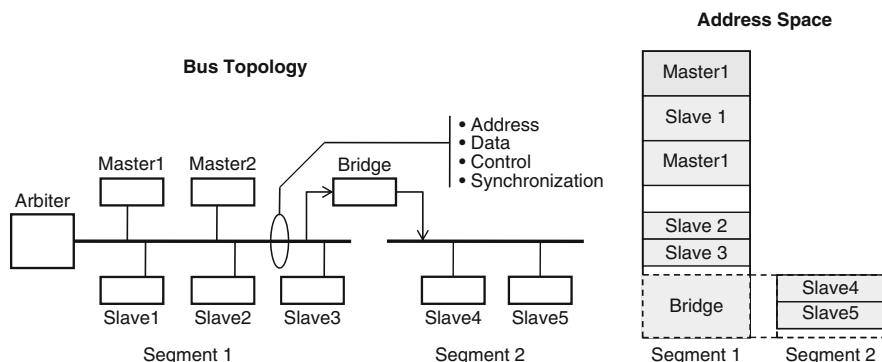 Address Space
Bus Topology
Master1
Slave 1
Master1
Slave 2
Slave 3
Bridge
Slave4
Slave5
Segment 1
Segment 2
• Address
• Data
• Control
• Synchronization
Arbiter
Master1
Master2
Bridge
Slave1
Slave2
Slave3
Slave4
Slave5
Segment 1
Segment 2